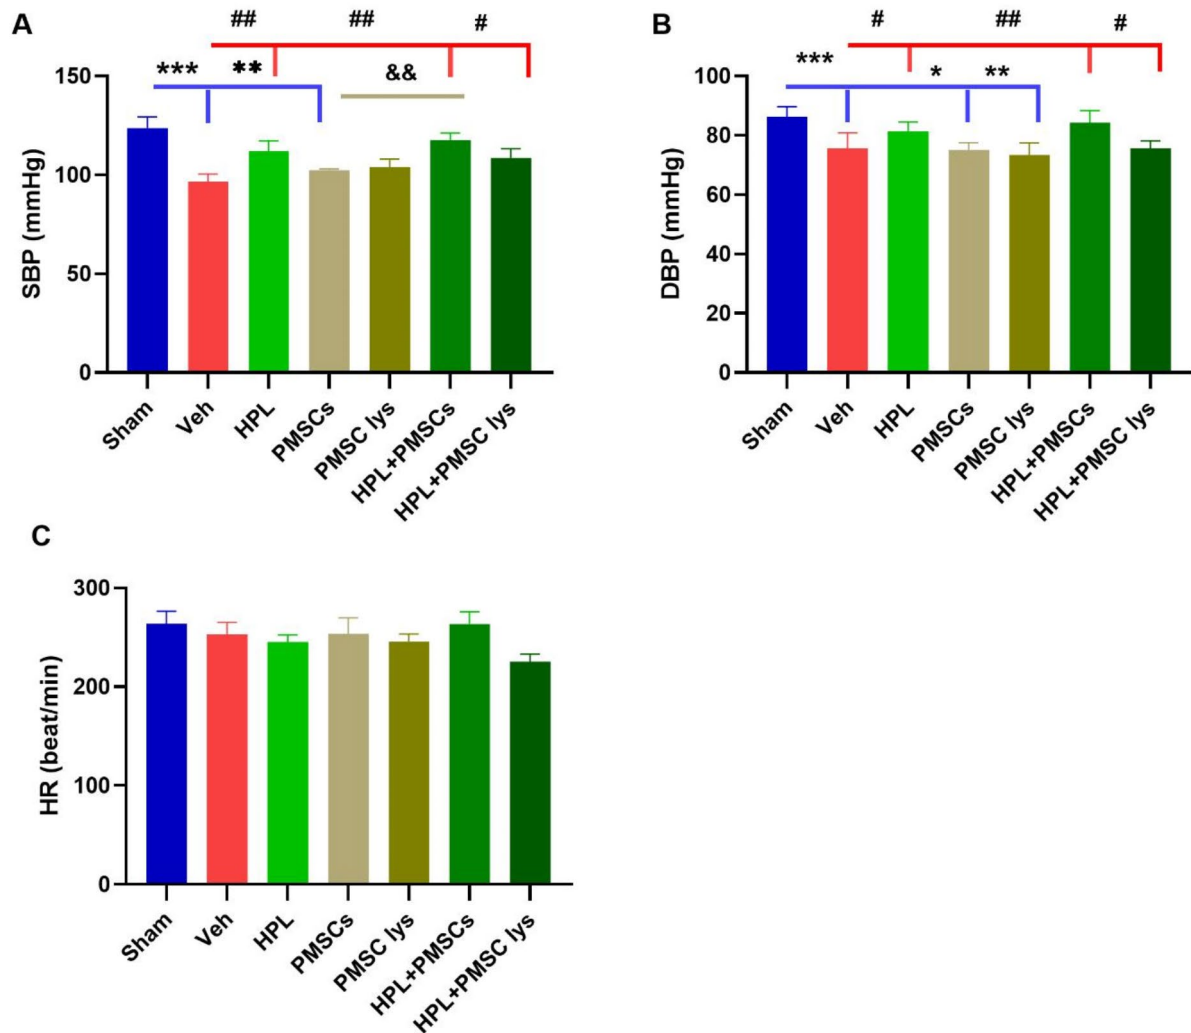 A
## ## #
*** ** &&
150
100
50
0
SBP (mmHg)
Sham
Veh
HPL
PMSCs
PMSC lys
HPL+PMSCs
HPL+PMSC lys
B
# ## #
*** * **
100
80
60
40
20
0
DBP (mmHg)
Sham
Veh
HPL
PMSCs
PMSC lys
HPL+PMSCs
HPL+PMSC lys
C
300
200
100
0
HR (beat/min)
Sham
Veh
HPL
PMSCs
PMSC lys
HPL+PMSCs
HPL+PMSC lys